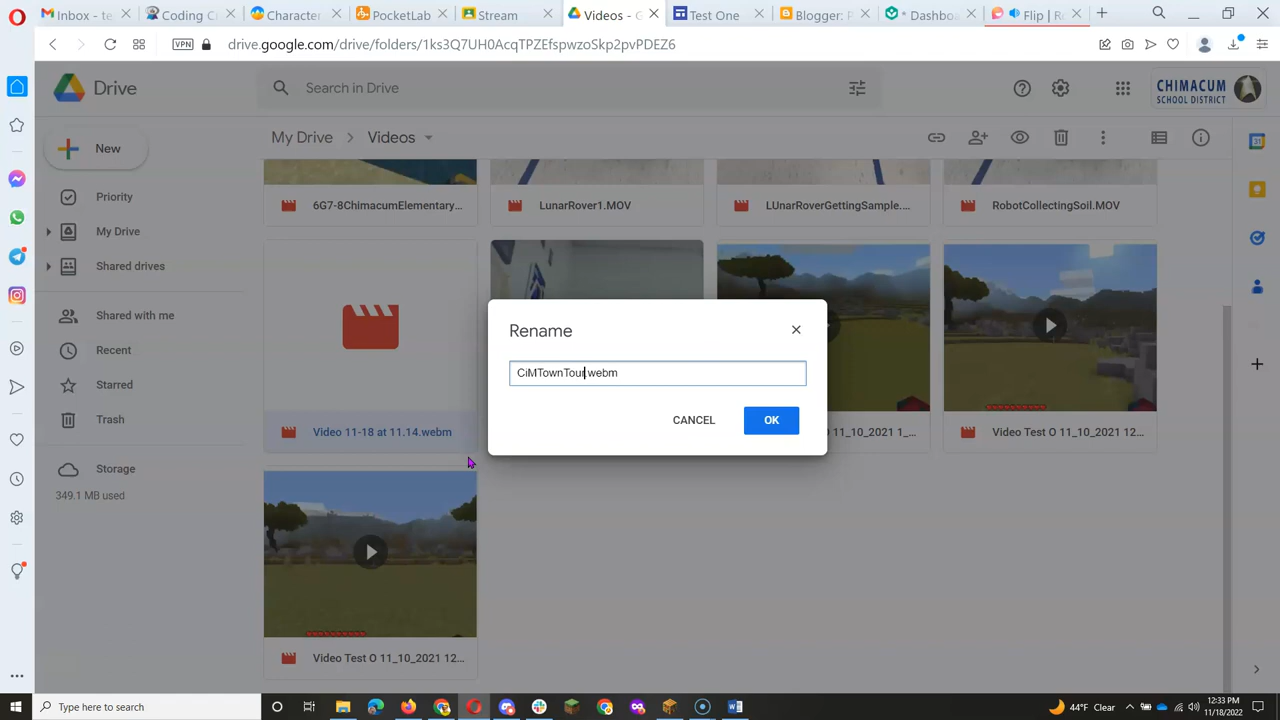 Inbox - te
Coding Cl
Character
PocketLab
Stream
Videos - G
Test One
Blogger: P
* Dashbo
Flip | R
VPN
drive.google.com/drive/folders/1ks3Q7UH0AcqTPZEfspwzoSkp2pvPDEZ6
Drive
Search in Drive
CHIMACUM
SCHOOL DISTRICT
New
My Drive > Videos
Priority
My Drive
Shared drives
Shared with me
Recent
Starred
Trash
Storage
349.1 MB used
6G7-8ChimacumElementary...
LunarRover1.MOV
LUnarRoverGettingSample....
RobotCollectingSoil.MOV
Rename
CiMTownTour.webm
CANCEL
OK
Video 11-18 at 11.14.webm
O 11_10_2021 1_...
Video Test O 11_10_2021 12...
Video Test O 11_10_2021 12...
Type here to search
44°F Clear
12:33 PM
11/18/2022